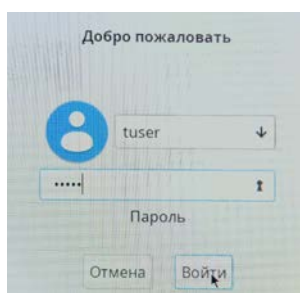 Добро пожаловать
tuser
•••••
Пароль
Отмена
Войти